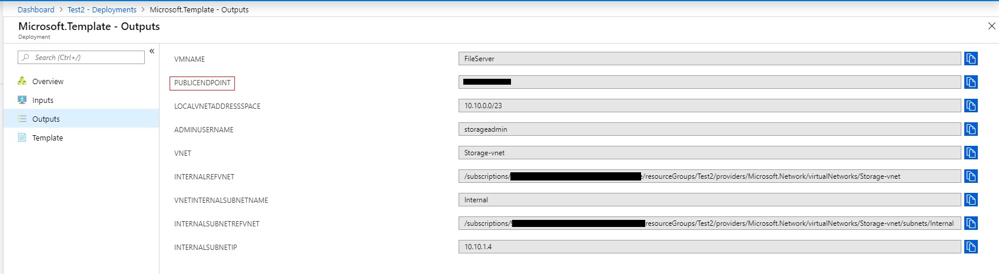 Dashboard > Test2 - Deployments > Microsoft.Template - Outputs
Microsoft.Template - Outputs
Deployment
Search (Ctrl+/)
Overview
Inputs
Outputs
Template
VMNAME FileServer
PUBLICENDPOINT
LOCALVNETADDRESSSPACE 10.10.0.0/23
ADMINUSERNAME storageadmin
VNET Storage-vnet
INTERNALREFVNET /subscriptions/ /resourceGroups/Test2/providers/Microsoft.Network/virtualNetworks/Storage-vnet
VNETINTERNALSUBNETNAME Internal
INTERNALSUBNETREFVNET /subscriptions/ resourceGroups/Test2/providers/Microsoft.Network/virtualNetworks/Storage-vnet/subnets/Internal
INTERNALSUBNETIP 10.10.1.4